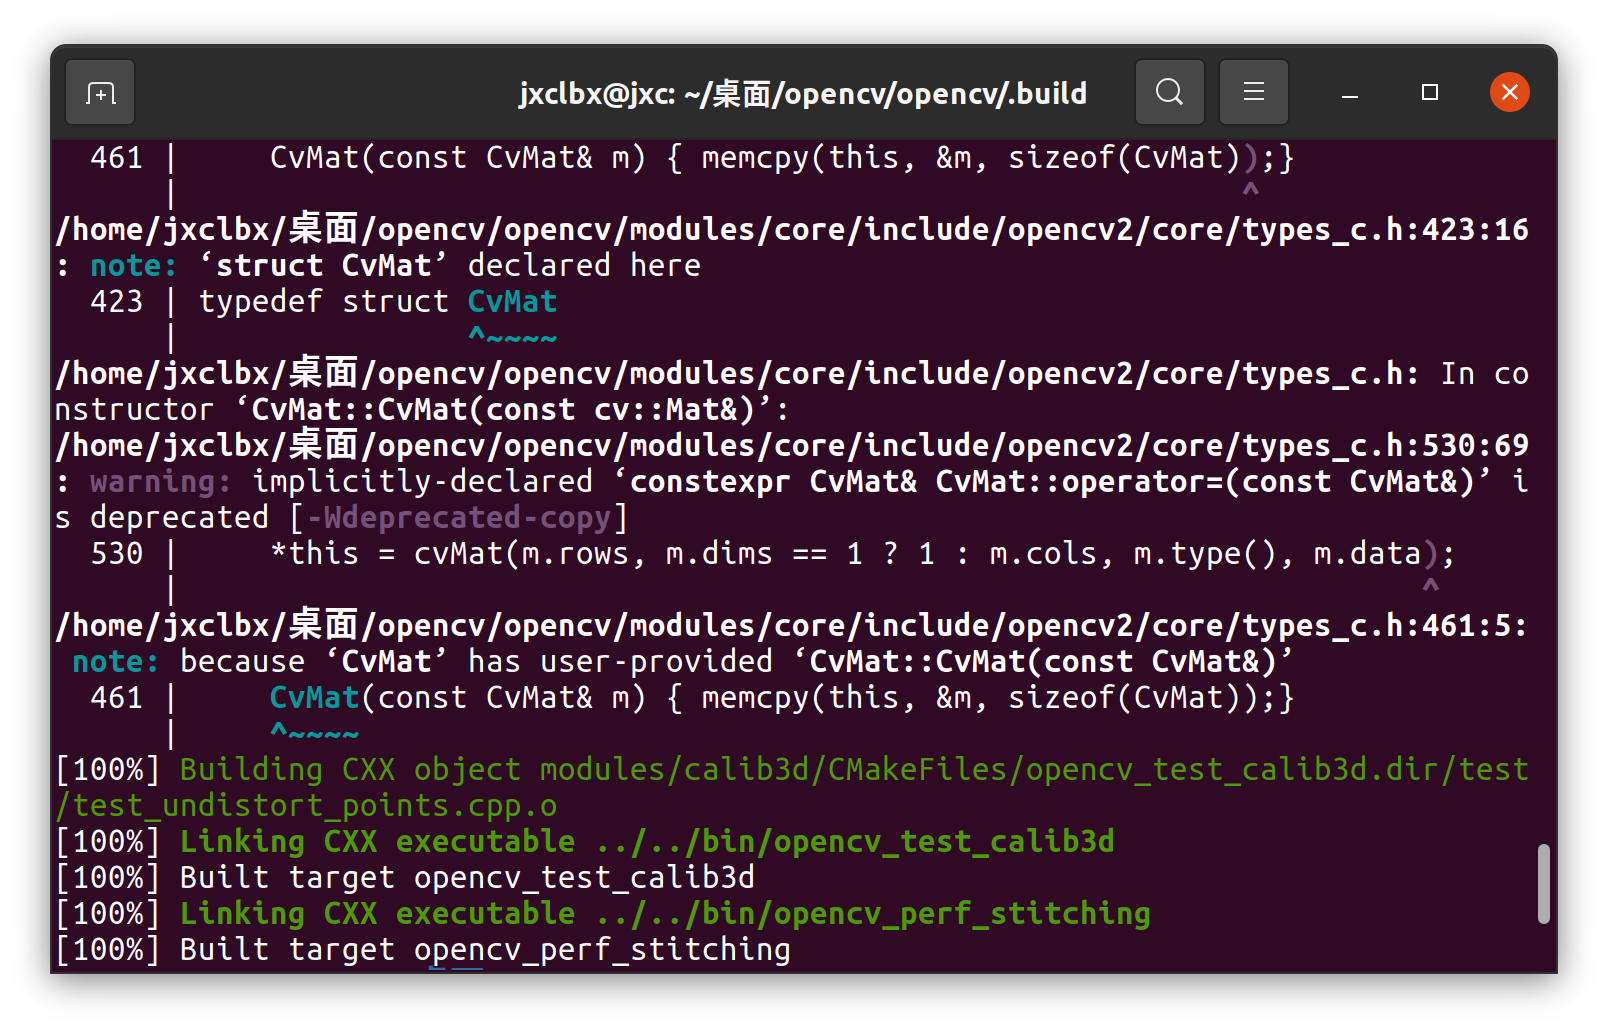 jxclbx@jxc: ~/桌面/opencv/opencv/.build
461 |     CvMat(const CvMat& m) { memcpy(this, &m, sizeof(CvMat));}
|                                                           ^
/home/jxclbx/桌面/opencv/opencv/modules/core/include/opencv2/core/types_c.h:423:16
: note: ‘struct CvMat’ declared here
423 | typedef struct CvMat
|                ^~~~~
/home/jxclbx/桌面/opencv/opencv/modules/core/include/opencv2/core/types_c.h: In co
nstructor ‘CvMat::CvMat(const cv::Mat&)’:
/home/jxclbx/桌面/opencv/opencv/modules/core/include/opencv2/core/types_c.h:530:69
: warning: implicitly-declared ‘constexpr CvMat& CvMat::operator=(const CvMat&)’ i
s deprecated [-Wdeprecated-copy]
530 |     *this = cvMat(m.rows, m.dims == 1 ? 1 : m.cols, m.type(), m.data);
|                                                                     ^
/home/jxclbx/桌面/opencv/opencv/modules/core/include/opencv2/core/types_c.h:461:5:
note: because ‘CvMat’ has user-provided ‘CvMat::CvMat(const CvMat&)’
461 |     CvMat(const CvMat& m) { memcpy(this, &m, sizeof(CvMat));}
|     ^~~~~
[100%] Building CXX object modules/calib3d/CMakeFiles/opencv_test_calib3d.dir/test
/test_undistort_points.cpp.o
[100%] Linking CXX executable ../../bin/opencv_test_calib3d
[100%] Built target opencv_test_calib3d
[100%] Linking CXX executable ../../bin/opencv_perf_stitching
[100%] Built target opencv_perf_stitching